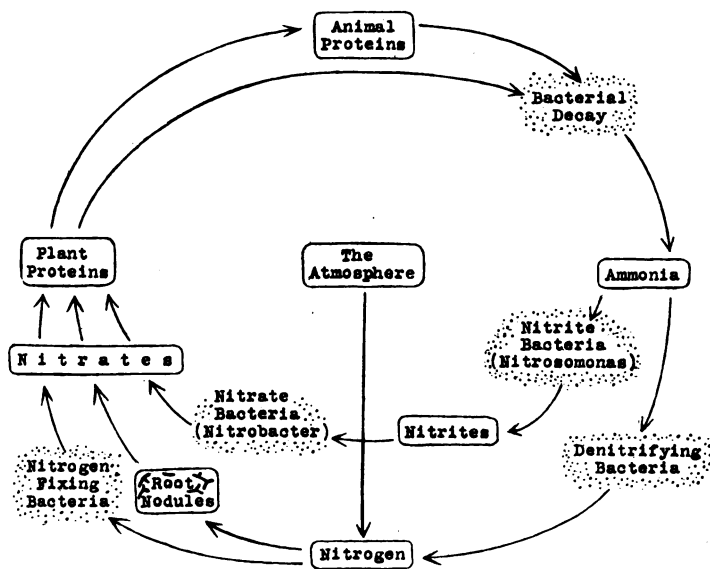 Animal
Proteins
Bacterial
Decay
Plant
Proteins
The
Atmosphere
Ammonia
Nitrite
Bacteria
(Nitrosomonas)
Nitrates
Nitrate
Bacteria
(Nitrobacter)
Nitrites
Denitrifying
Bacteria
Nitrogen
Fixing
Bacteria
Root
Nodules
Nitrogen